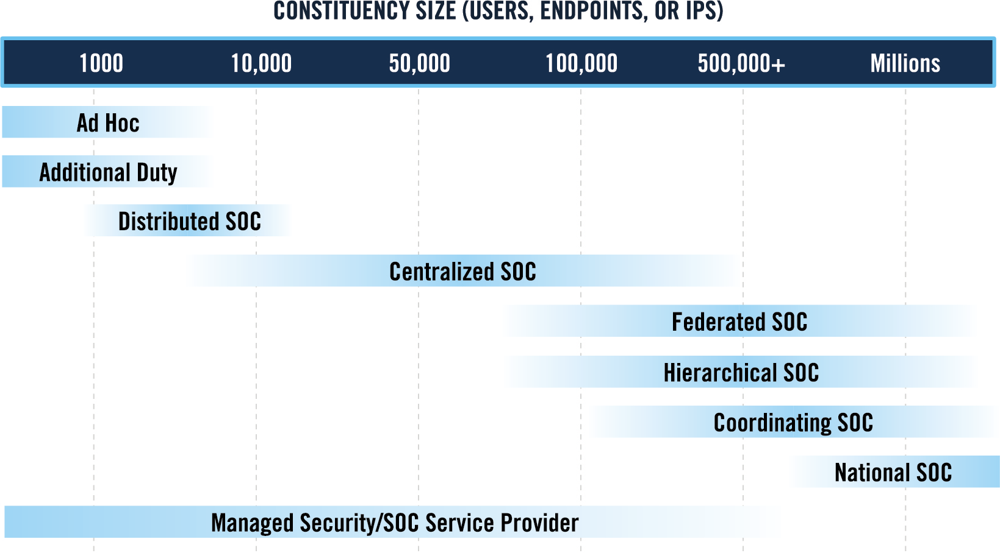 CONSTITUENCY SIZE (USERS, ENDPOINTS, OR IPS)
1000 10,000 50,000 100,000 500,000+ Millions
Ad Hoc
Additional Duty
Distributed SOC
Centralized SOC
Federated SOC
Hierarchical SOC
Coordinating SOC
National SOC
Managed Security/SOC Service Provider